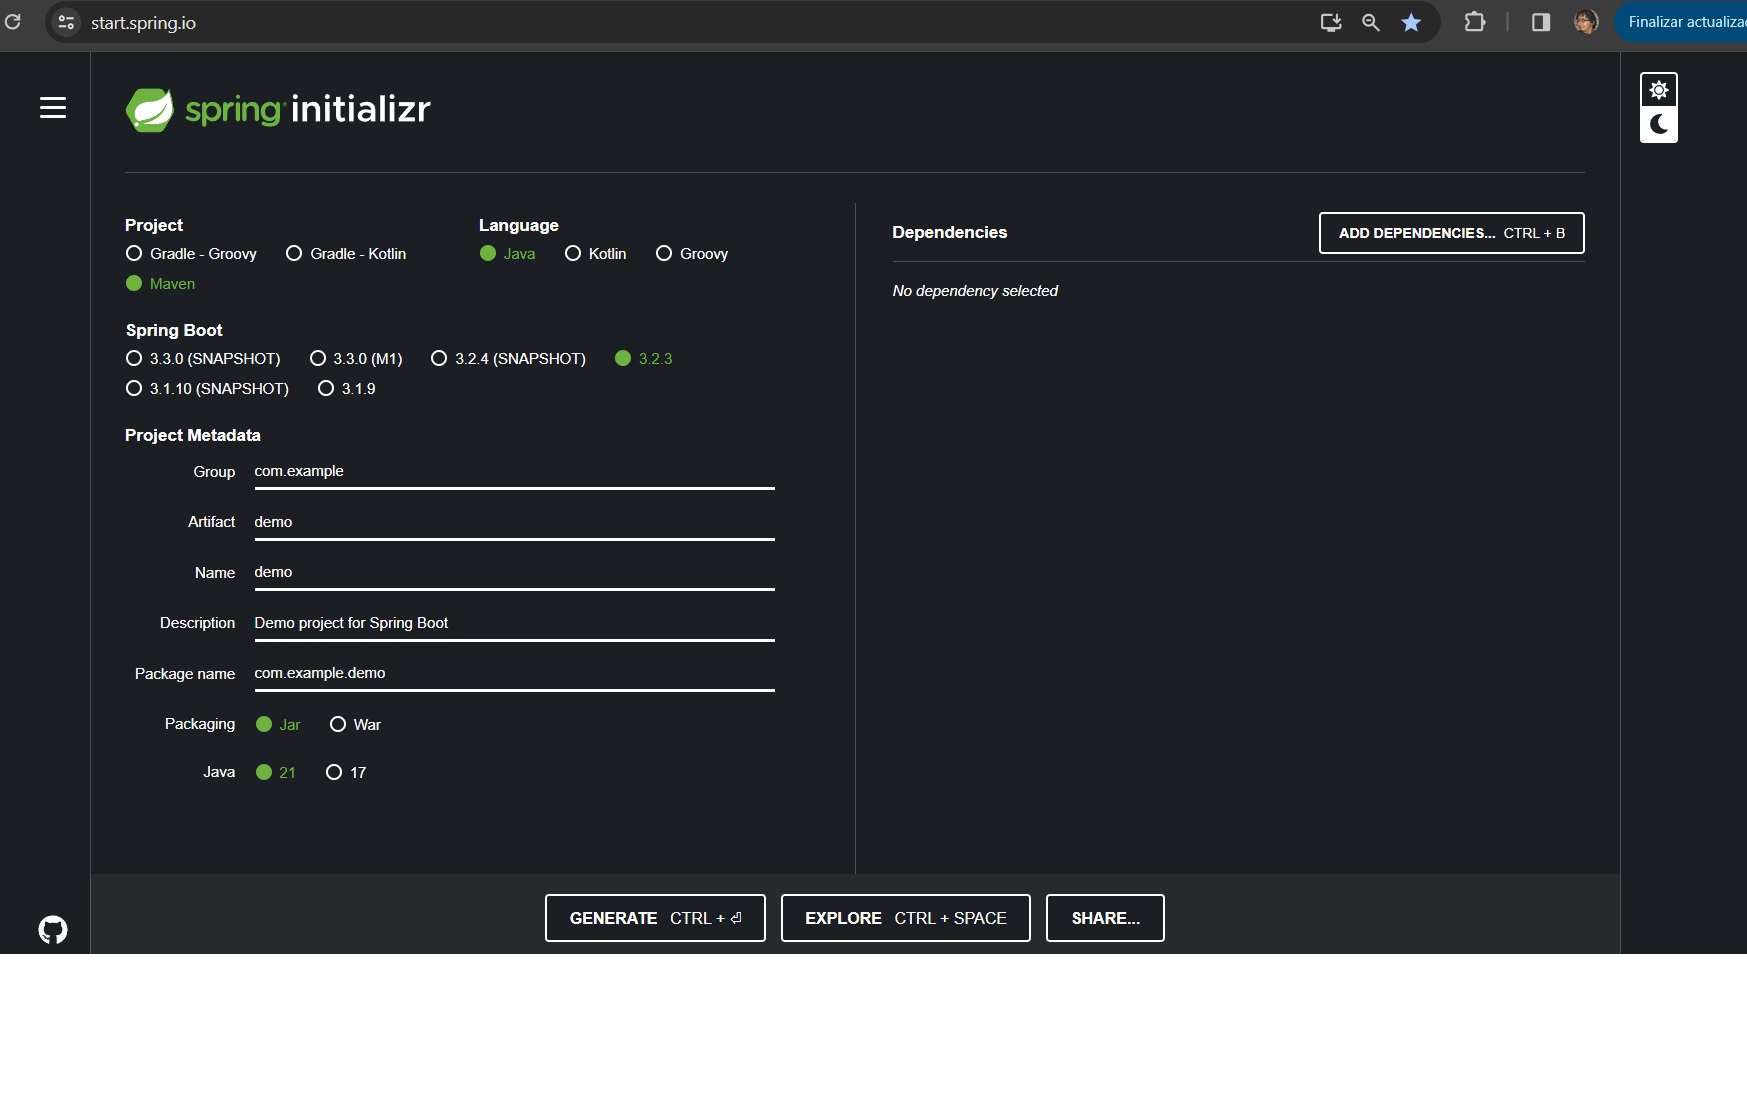 start.spring.io
Finalizar actualiza
spring initializr
Project
Gradle - Groovy Gradle - Kotlin
Maven
Language
Java Kotlin Groovy
Spring Boot
3.3.0 (SNAPSHOT) 3.3.0 (M1) 3.2.4 (SNAPSHOT) 3.2.3
3.1.10 (SNAPSHOT) 3.1.9
Project Metadata
Group com.example
Artifact demo
Name demo
Description Demo project for Spring Boot
Package name com.example.demo
Packaging Jar War
Java 21 17
Dependencies
ADD DEPENDENCIES... CTRL + B
No dependency selected
GENERATE CTRL + ⏎
EXPLORE CTRL + SPACE
SHARE...